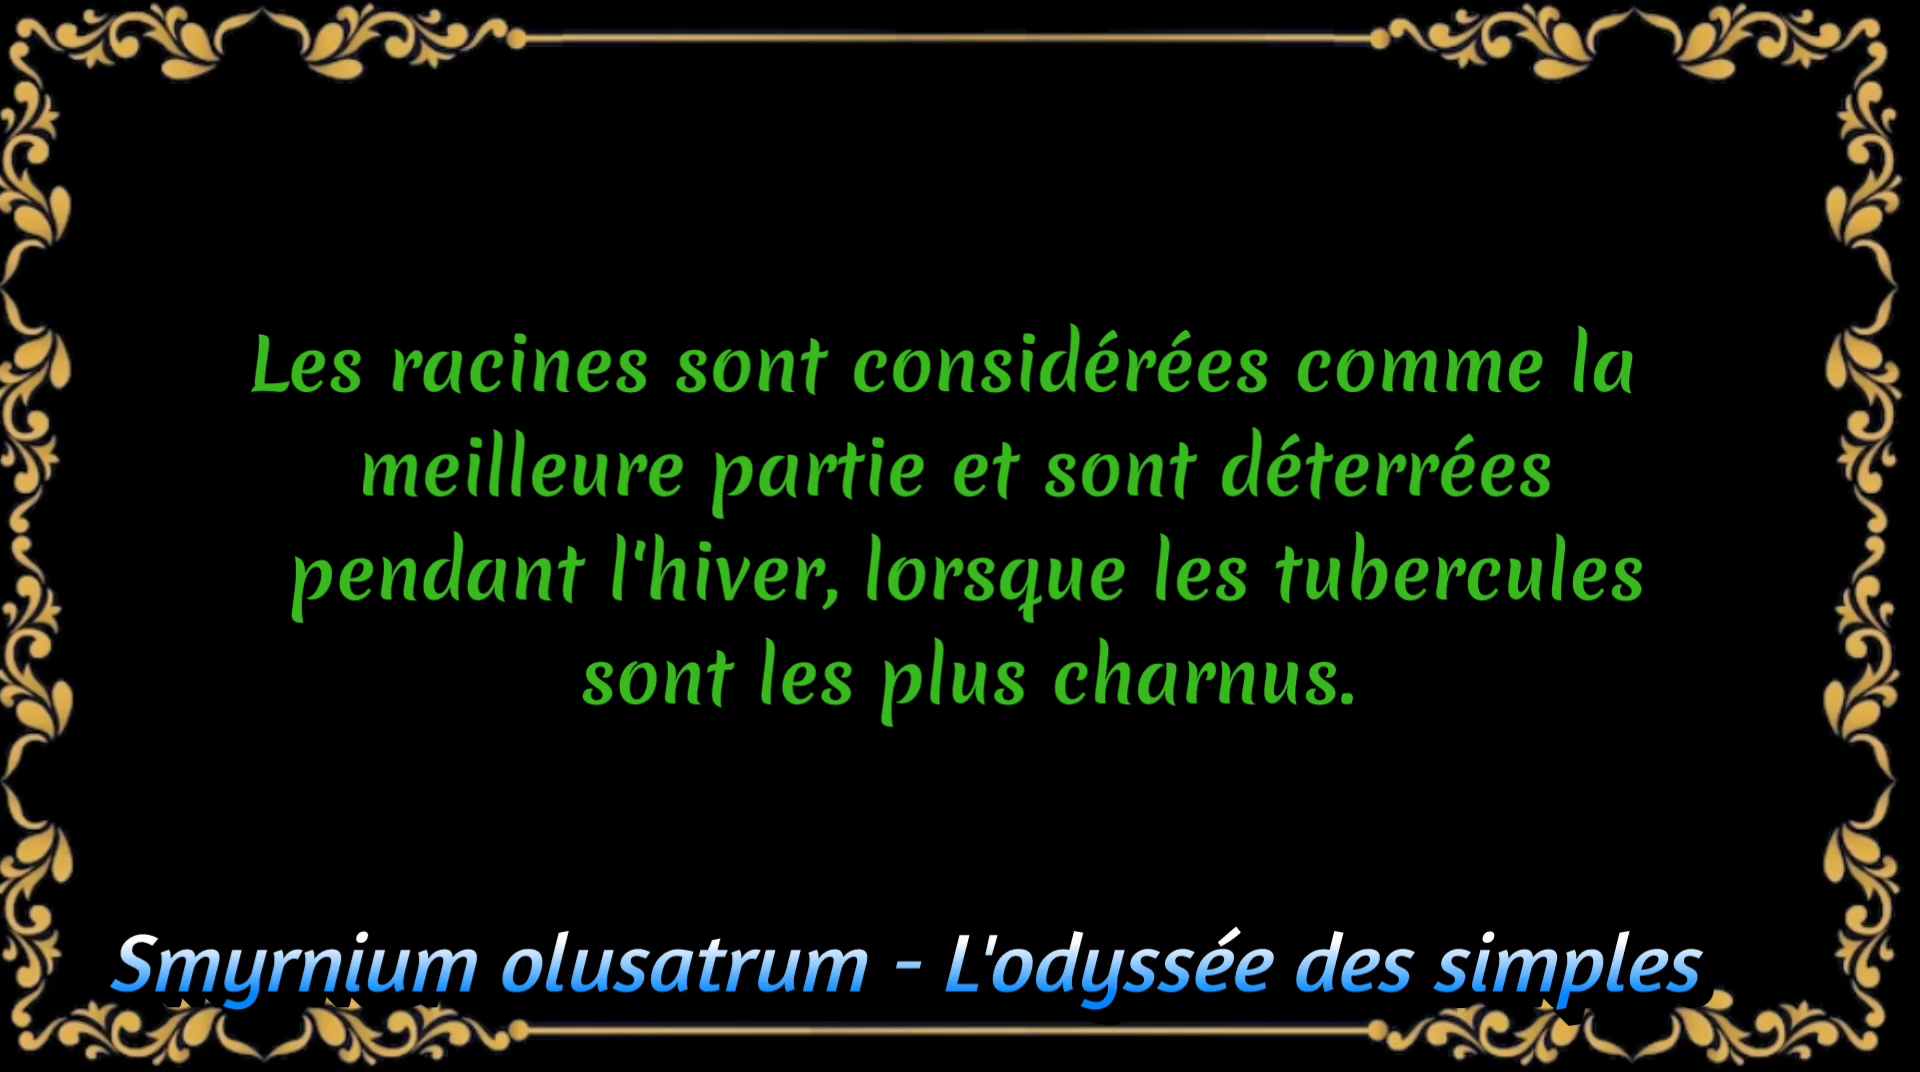 Les racines sont considérées comme la
meilleure partie et sont déterrées
pendant l'hiver, lorsque les tubercules
sont les plus charnus.
Smyrnium olusatrum - L'odyssée des simples